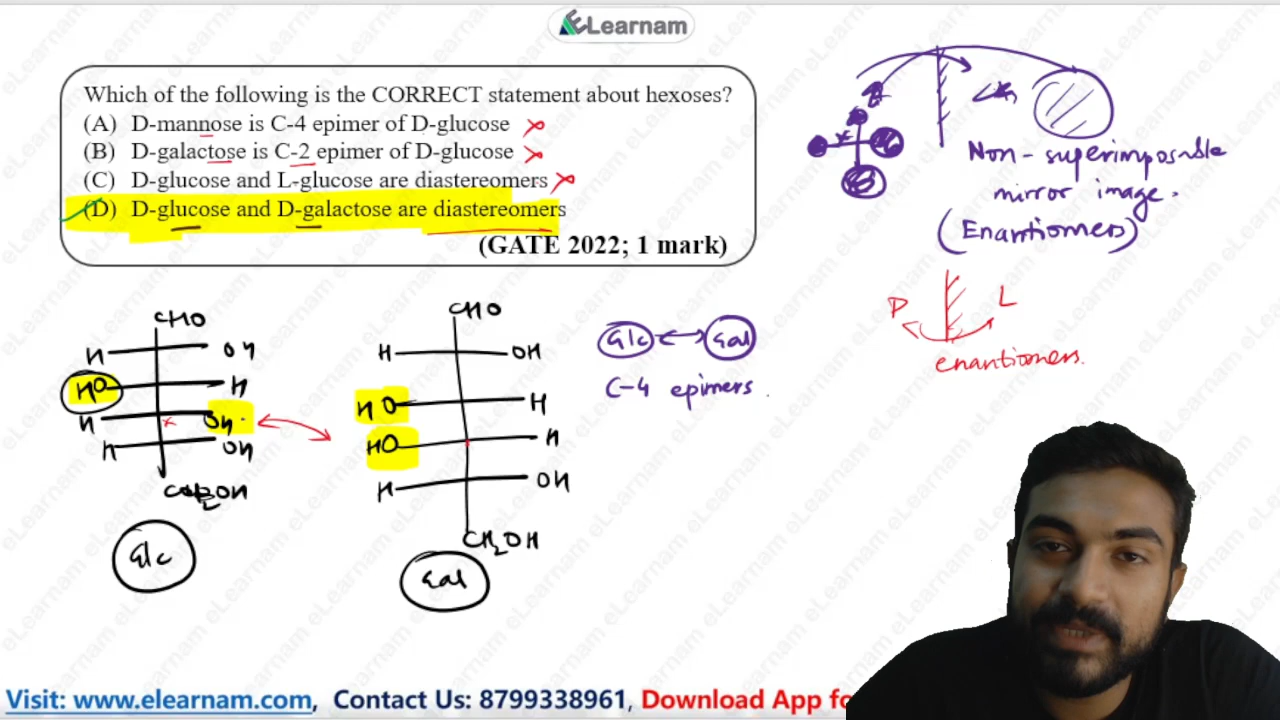 eLearnam
Which of the following is the CORRECT statement about hexoses?
(A) D-mannose is C-4 epimer of D-glucose
(B) D-galactose is C-2 epimer of D-glucose
(C) D-glucose and L-glucose are diastereomers
(D) D-glucose and D-galactose are diastereomers
(GATE 2022; 1 mark)
Non-superimposable
mirror image.
(Enantiomers)
D L
enantiomers.
CHO
H OH
HO H
H OH
H OH
CH2OH
Glc
CHO
H OH
HO H
HO H
H OH
CH2OH
Gal
Glc Gal
C-4 epimers.
Visit: www.elearnam.com, Contact Us: 8799338961, Download App fo